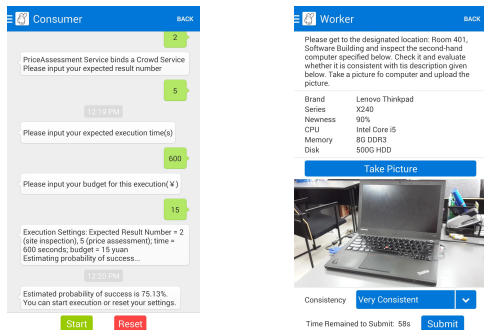 Consumer
BACK
2
PriceAssessment Service binds a Crowd Service
Please input your expected result number
5
12:19 PM
Please input your expected execution time(s)
600
Please input your budget for this execution(¥)
15
Execution Settings: Expected Result Number = 2
(site inspection), 5 (price assessment); time =
600 seconds; budget = 15 yuan
Estimating probability of success...
12:20 PM
Estimated probability of success is 75.13%.
You can start execution or reset your settings.
Start
Reset
Worker
BACK
Please get to the designated location: Room 401,
Software Building and inspect the second-hand
computer specified below. Check it and evaluate
whether it is consistent with tis description given
below. Take a picture fo computer and upload the
picture.
Brand Lenovo Thinkpad
Series X240
Newness 90%
CPU Intel Core i5
Memory 8G DDR3
Disk 500G HDD
Take Picture
Consistency Very Consistent
Time Remained to Submit: 58s Submit